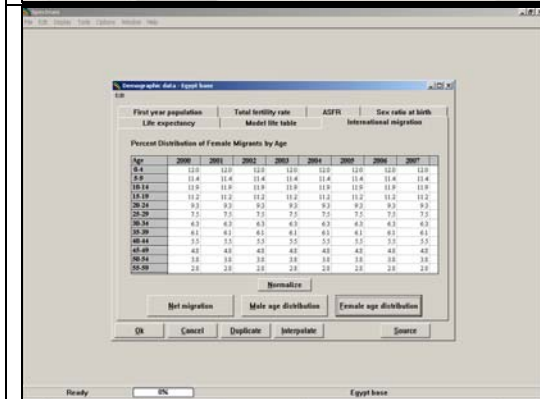 Spectrum
File Edit Display Tools Options Window Help
Demographic data - Egypt base
Edit
First year population Total fertility rate ASFR Sex ratio at birth
Life expectancy Model life table International migration
Percent Distribution of Female Migrants by Age
Age 2000 2001 2002 2003 2004 2005 2006 2007
0-4 12.0 12.0 12.0 12.0 12.0 12.0 12.0 12.0
5-9 11.4 11.4 11.4 11.4 11.4 11.4 11.4 11.4
10-14 11.9 11.9 11.9 11.9 11.9 11.9 11.9 11.9
15-19 11.2 11.2 11.2 11.2 11.2 11.2 11.2 11.2
20-24 9.3 9.3 9.3 9.3 9.3 9.3 9.3 9.3
25-29 7.5 7.5 7.5 7.5 7.5 7.5 7.5 7.5
30-34 6.3 6.3 6.3 6.3 6.3 6.3 6.3 6.3
35-39 6.1 6.1 6.1 6.1 6.1 6.1 6.1 6.1
40-44 5.5 5.5 5.5 5.5 5.5 5.5 5.5 5.5
45-49 4.8 4.8 4.8 4.8 4.8 4.8 4.8 4.8
50-54 3.8 3.8 3.8 3.8 3.8 3.8 3.8 3.8
55-59 2.8 2.8 2.8 2.8 2.8 2.8 2.8 2.8
Normalize
Net migration Male age distribution Female age distribution
Ok Cancel Duplicate Interpolate Source
Ready 0% Egypt base